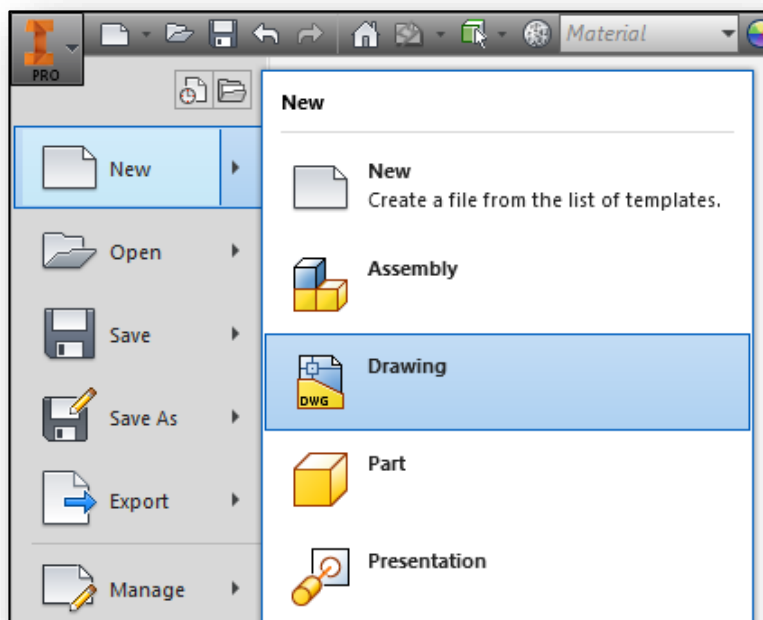 Material
PRO
New
New
New
Create a file from the list of templates.
Open
Assembly
Save
Drawing
DWG
Save As
Part
Export
Presentation
Manage